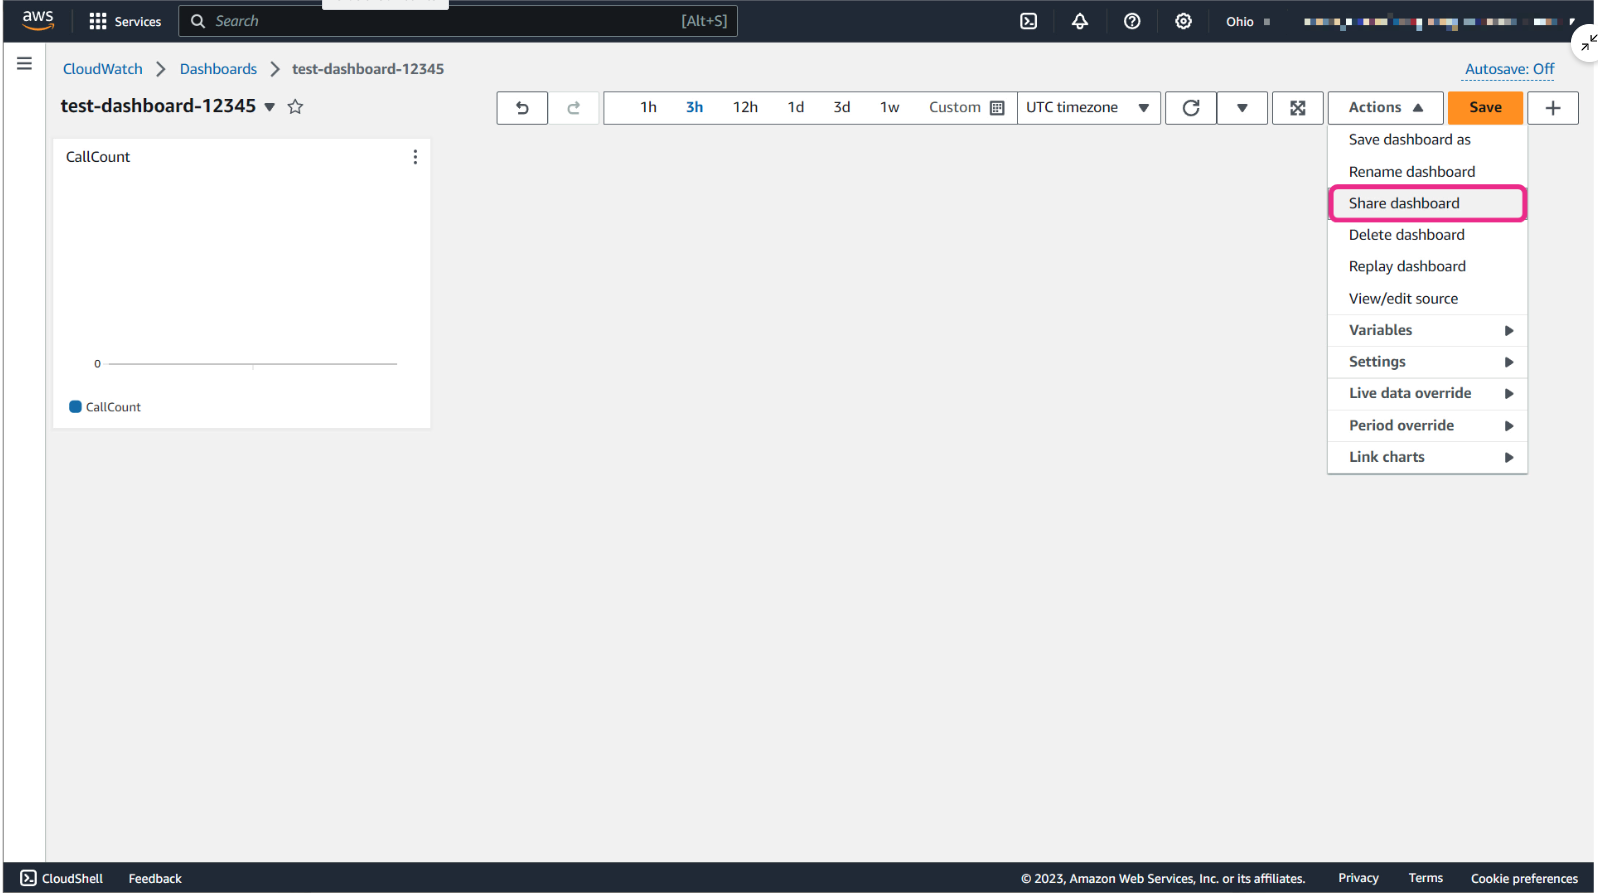 aws Services Search [Alt+S] Ohio
CloudWatch Dashboards test-dashboard-12345 Autosave: Off
test-dashboard-12345 1h 3h 12h 1d 3d 1w Custom UTC timezone Actions Save
CallCount
0
CallCount
Save dashboard as
Rename dashboard
Share dashboard
Delete dashboard
Replay dashboard
View/edit source
Variables
Settings
Live data override
Period override
Link charts
CloudShell Feedback © 2023, Amazon Web Services, Inc. or its affiliates. Privacy Terms Cookie preferences